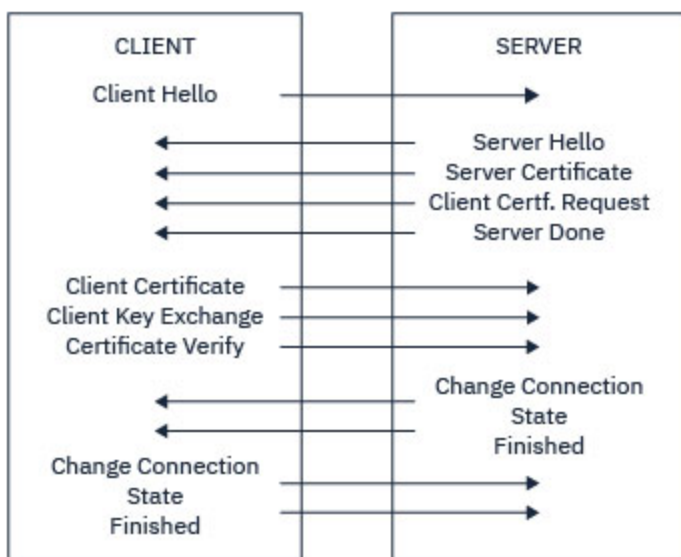 CLIENT
SERVER
Client Hello
Server Hello
Server Certificate
Client Certf. Request
Server Done
Client Certificate
Client Key Exchange
Certificate Verify
Change Connection
State
Finished
Change Connection
State
Finished